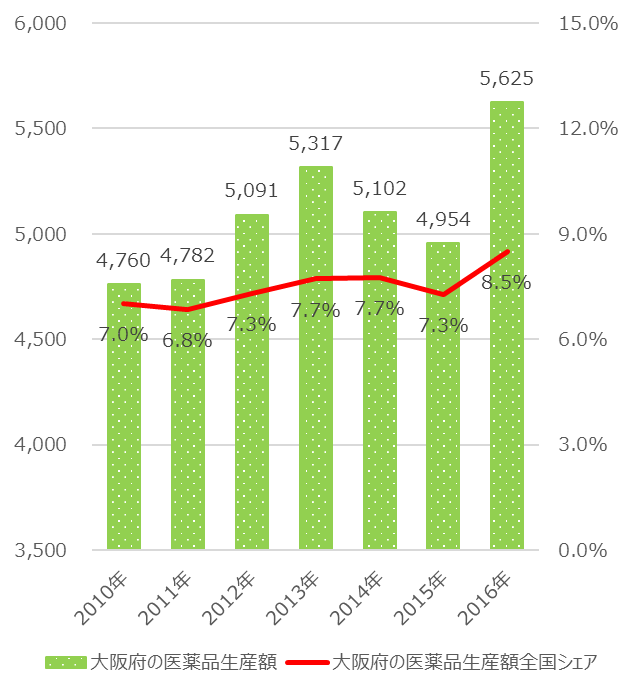 6,000
5,500
5,000
4,500
4,000
3,500
15.0%
12.0%
9.0%
6.0%
3.0%
0.0%
4,760
4,782
5,091
5,317
5,102
4,954
5,625
7.0%
6.8%
7.3%
7.7%
7.7%
7.3%
8.5%
2010年
2011年
2012年
2013年
2014年
2015年
2016年
大阪府の医薬品生産額
大阪府の医薬品生産額全国シェア